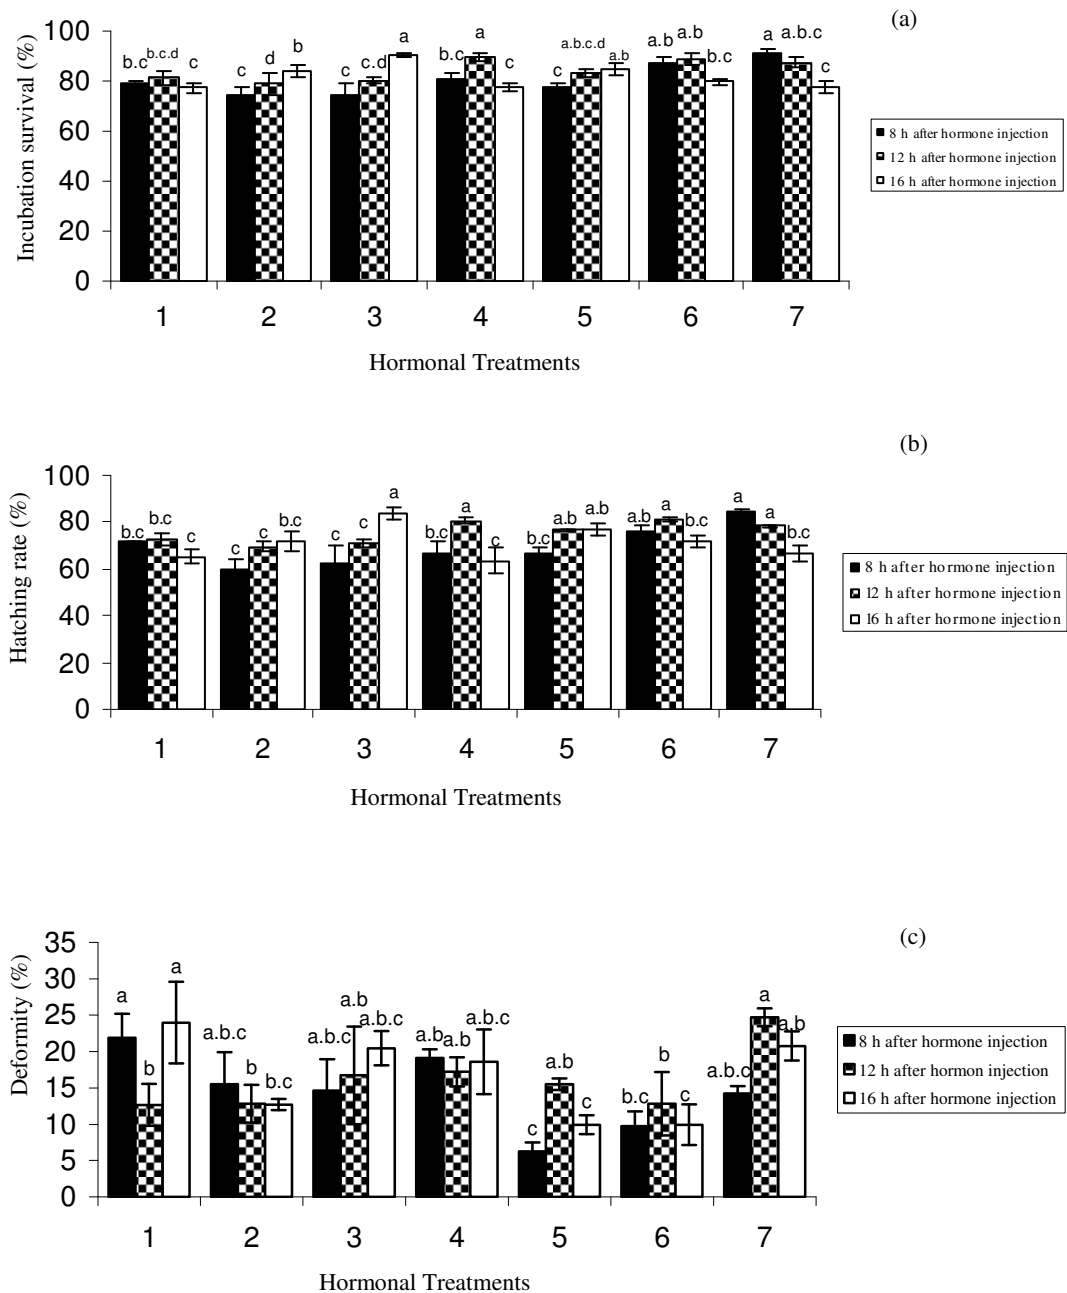 (a)
100
80
60
40
20
0
Incubation survival (%)
b.c b.c.d c c d b c c.d a b.c a c c a.b.c.d a.b a.b a.b b.c a a.b.c c
1 2 3 4 5 6 7
Hormonal Treatments
8 h after hormone injection
12 h after hormone injection
16 h after hormone injection
(b)
100
80
60
40
20
0
Hatching rate (%)
b.c b.c c c c b.c c c a b.c a c b.c a.b a.b a.b a b.c a a b.c
1 2 3 4 5 6 7
Hormonal Treatments
8 h after hormone injection
12 h after hormone injection
16 h after hormone injection
(c)
35
30
25
20
15
10
5
0
Deformity (%)
a b a a.b.c b b.c a.b.c a.b a.b.c a.b a.b a.b.c c a.b c b.c b c a.b.c a a.b
1 2 3 4 5 6 7
Hormonal Treatments
8 h after hormone injection
12 h after hormon injection
16 h after hormone injection